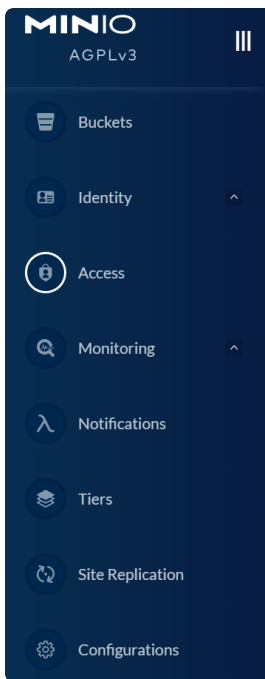 MINIO
AGPLv3
Buckets
Identity
Access
Monitoring
Notifications
Tiers
Site Replication
Configurations